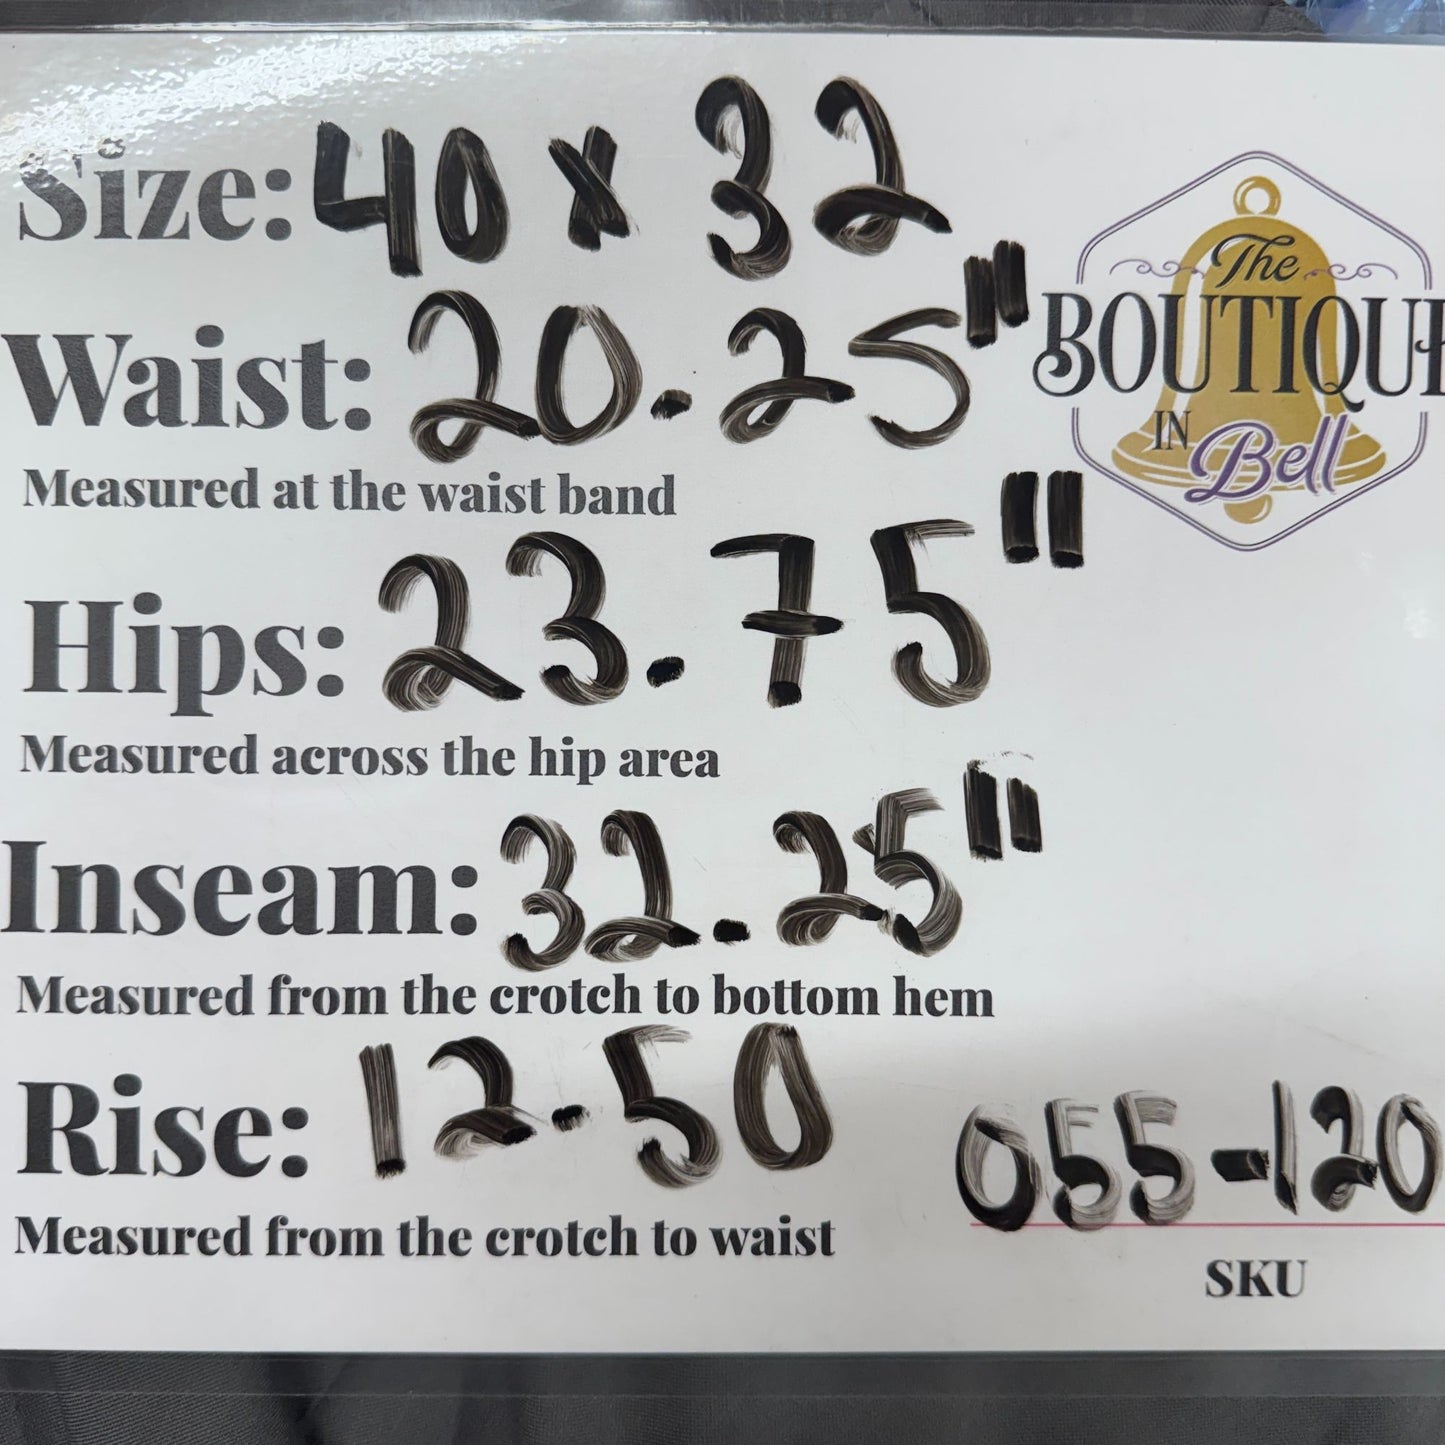 Size: 40 x 32
Waist: 20.25"
Measured at the waist band
Hips: 23.75"
Measured across the hip area
Inseam: 32.25"
Measured from the crotch to bottom hem
Rise: 12.50
Measured from the crotch to waist
The
BOUTIQUE
IN Bell
055-120
SKU